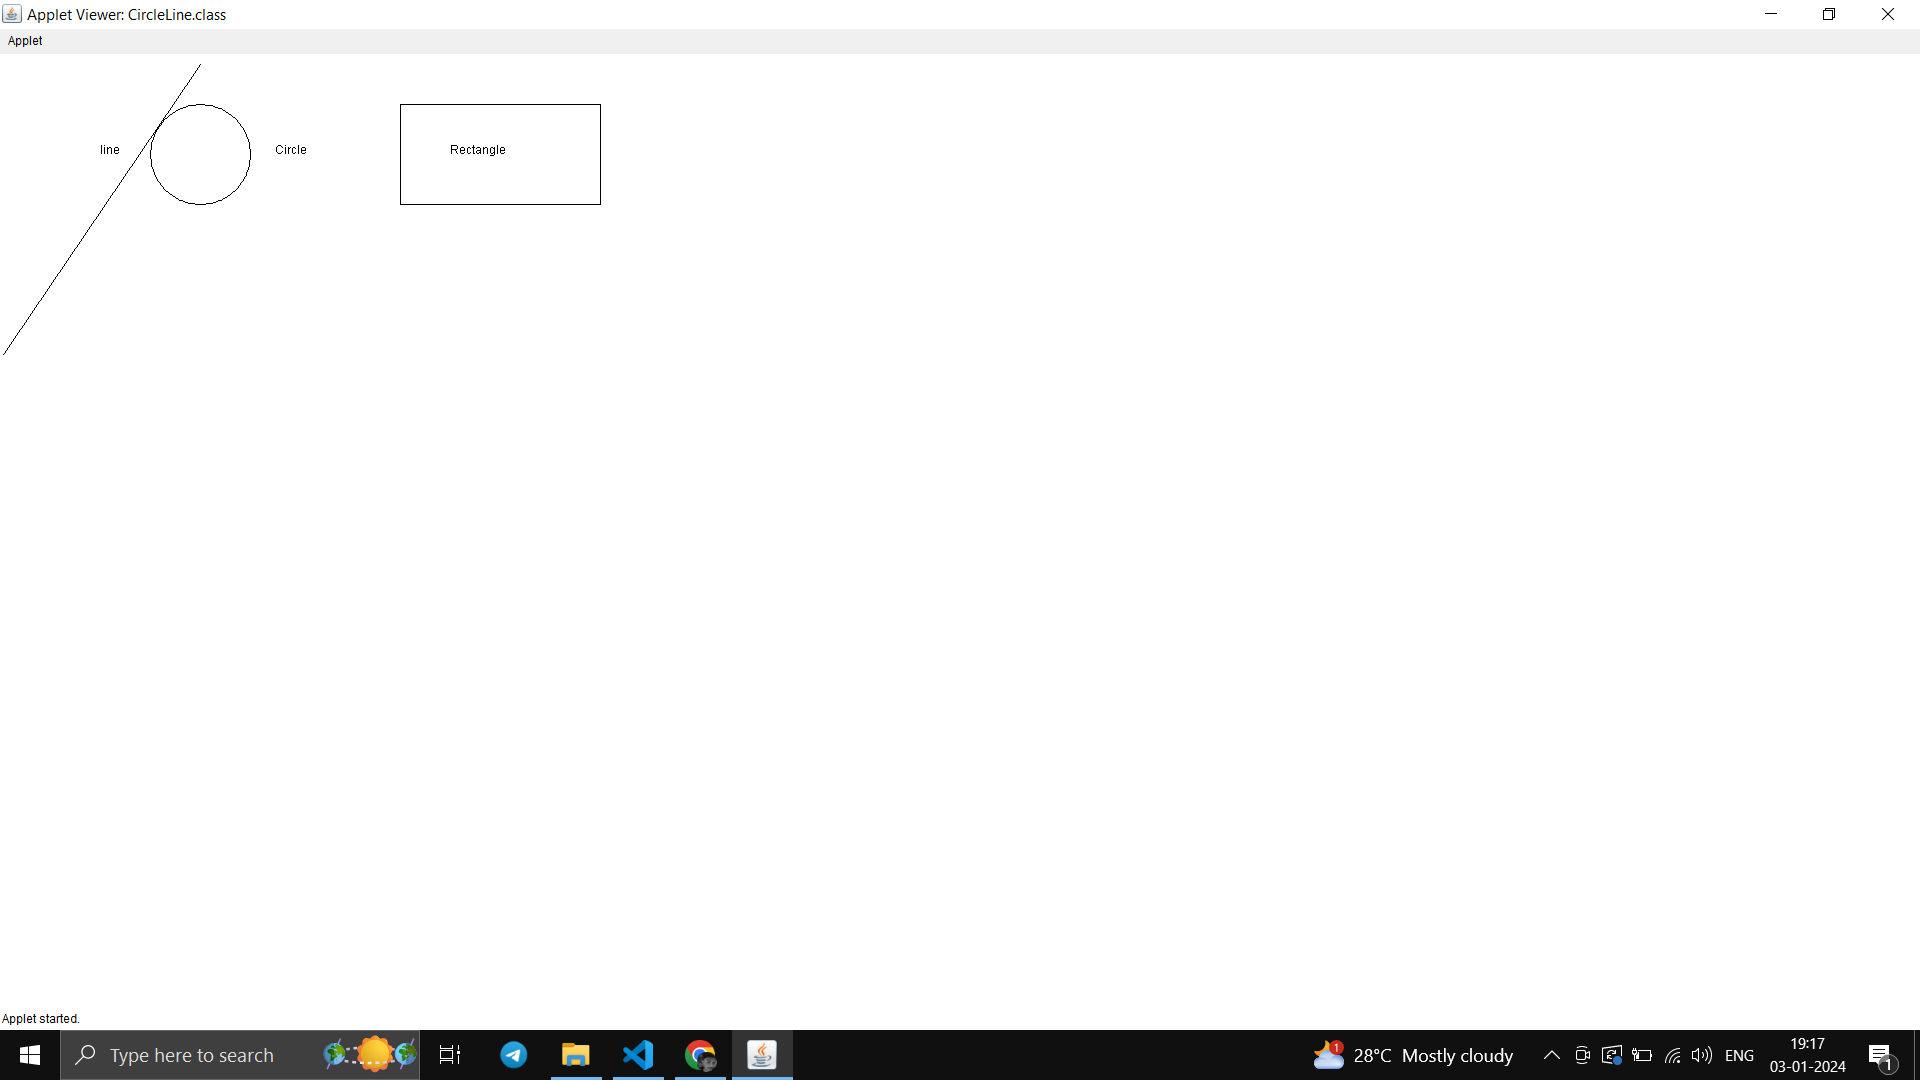 Applet Viewer: CircleLine.class
Applet
line
Circle
Rectangle
Applet started.
Type here to search
1
28°C Mostly cloudy
ENG
19:17
03-01-2024
1